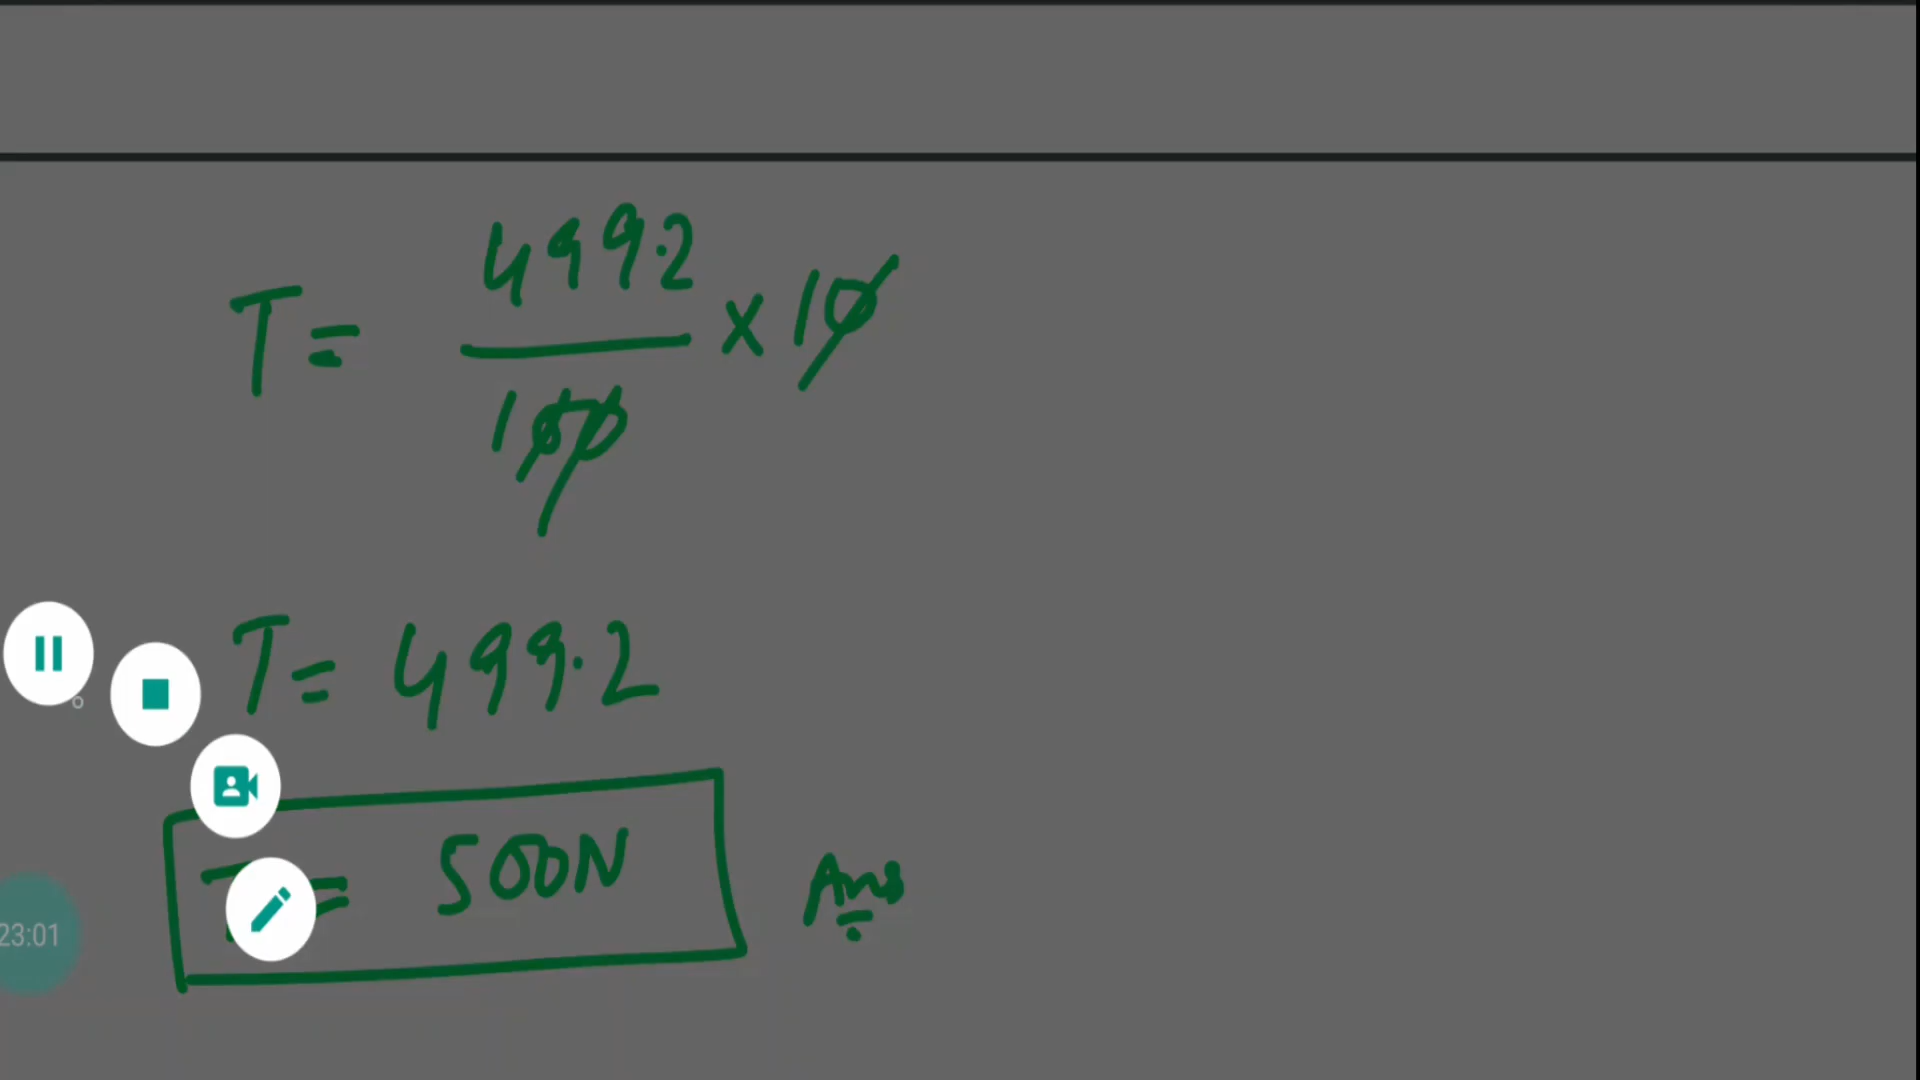 T = 499.2
100 × 10
T = 499.2
T = 500N Ans
23:01